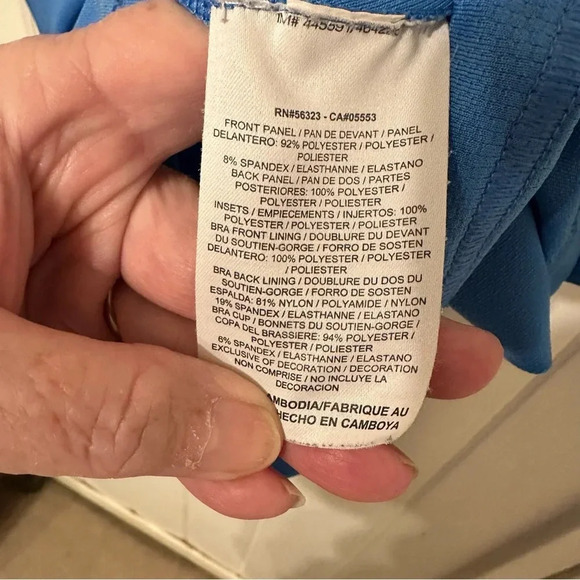 RN#56323 - CA#05553
FRONT PANEL / PAN DE DEVANT / PANEL
DELANTERO: 92% POLYESTER / POLYESTER /
POLIESTER
8% SPANDEX / ELASTHANNE / ELASTANO
BACK PANEL / PAN DE DOS / PARTES
POSTERIORES: 100% POLYESTER /
POLYESTER / POLIESTER
INSETS / EMPIECEMENTS / INJERTOS: 100%
POLYESTER / POLYESTER / POLIESTER
BRA FRONT LINING / DOUBLURE DU DEVANT
DU SOUTIEN-GORGE / FORRO DE SOSTEN
DELANTERO: 100% POLYESTER / POLYESTER
/ POLIESTER
BRA BACK LINING / DOUBLURE DU DOS DU
SOUTIEN-GORGE / FORRO DE SOSTEN
ESPALDA: 81% NYLON / POLYAMIDE / NYLON
19% SPANDEX / ELASTHANNE / ELASTANO
BRA CUP / BONNETS DU SOUTIEN-GORGE /
COPA DEL BRASSIERE: 94% POLYESTER /
POLYESTER / POLIESTER
6% SPANDEX / ELASTHANNE / ELASTANO
EXCLUSIVE OF DECORATION / DECORATION
NON COMPRISE / NO INCLUYE LA
DECORACION
AMBODIA/FABRIQUE AU
HECHO EN CAMBOYA